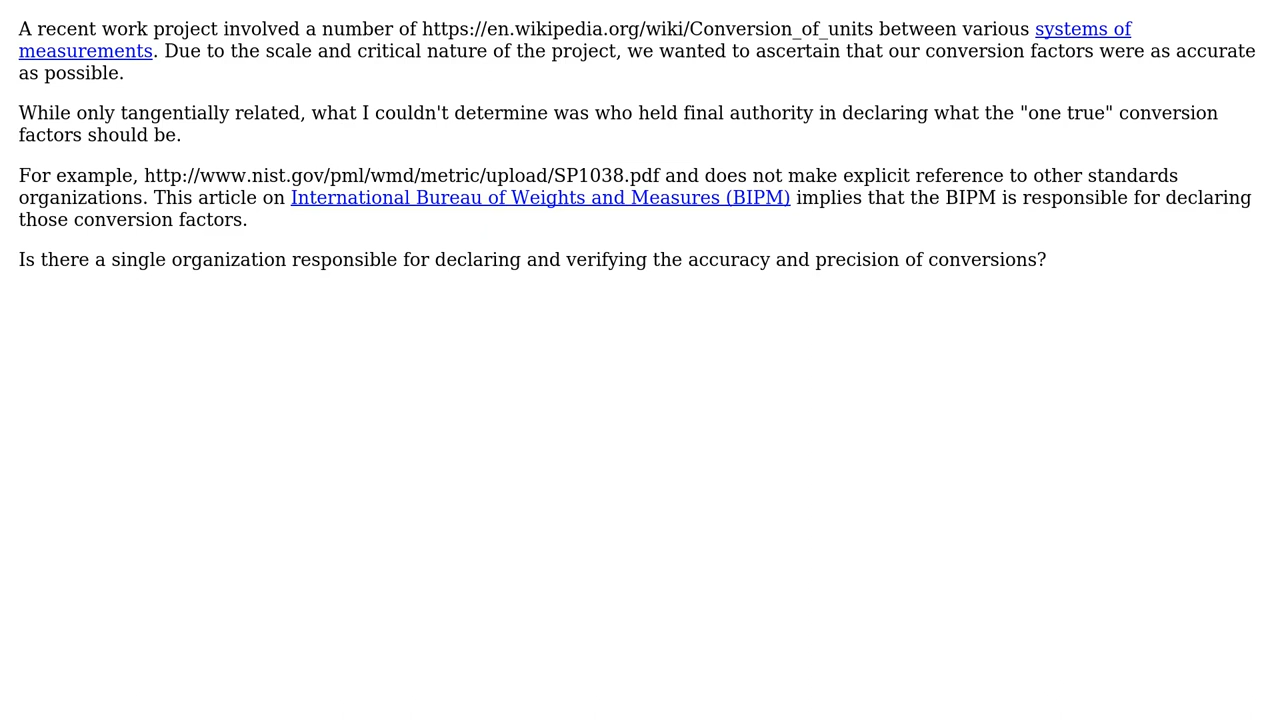 A recent work project involved a number of https://en.wikipedia.org/wiki/Conversion_of_units between various systems of
measurements. Due to the scale and critical nature of the project, we wanted to ascertain that our conversion factors were as accurate
as possible.
While only tangentially related, what I couldn't determine was who held final authority in declaring what the "one true" conversion
factors should be.
For example, http://www.nist.gov/pml/wmd/metric/upload/SP1038.pdf and does not make explicit reference to other standards
organizations. This article on International Bureau of Weights and Measures (BIPM) implies that the BIPM is responsible for declaring
those conversion factors.
Is there a single organization responsible for declaring and verifying the accuracy and precision of conversions?